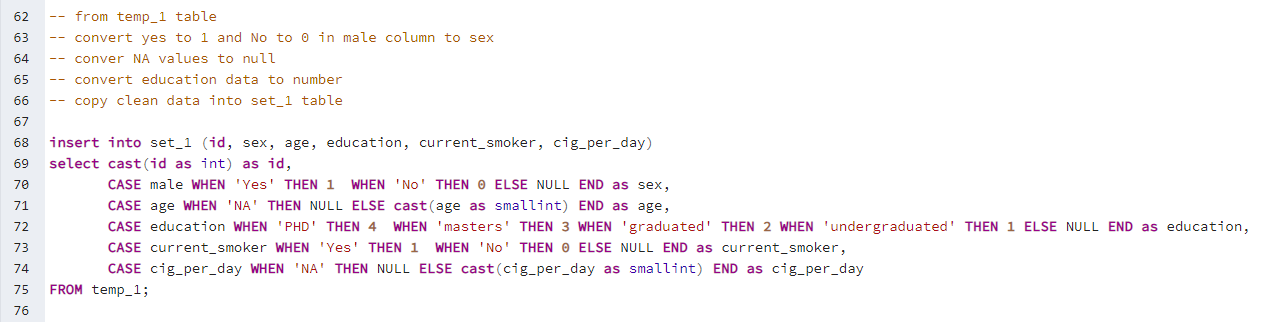 62 -- from temp_1 table
63 -- convert yes to 1 and No to 0 in male column to sex
64 -- conver NA values to null
65 -- convert education data to number
66 -- copy clean data into set_1 table
67
68 insert into set_1 (id, sex, age, education, current_smoker, cig_per_day)
69 select cast(id as int) as id,
70 CASE male WHEN 'Yes' THEN 1  WHEN 'No' THEN 0 ELSE NULL END as sex,
71 CASE age WHEN 'NA' THEN NULL ELSE cast(age as smallint) END as age,
72 CASE education WHEN 'PHD' THEN 4  WHEN 'masters' THEN 3 WHEN 'graduated' THEN 2 WHEN 'undergraduated' THEN 1 ELSE NULL END as education,
73 CASE current_smoker WHEN 'Yes' THEN 1  WHEN 'No' THEN 0 ELSE NULL END as current_smoker,
74 CASE cig_per_day WHEN 'NA' THEN NULL ELSE cast(cig_per_day as smallint) END as cig_per_day
75 FROM temp_1;
76